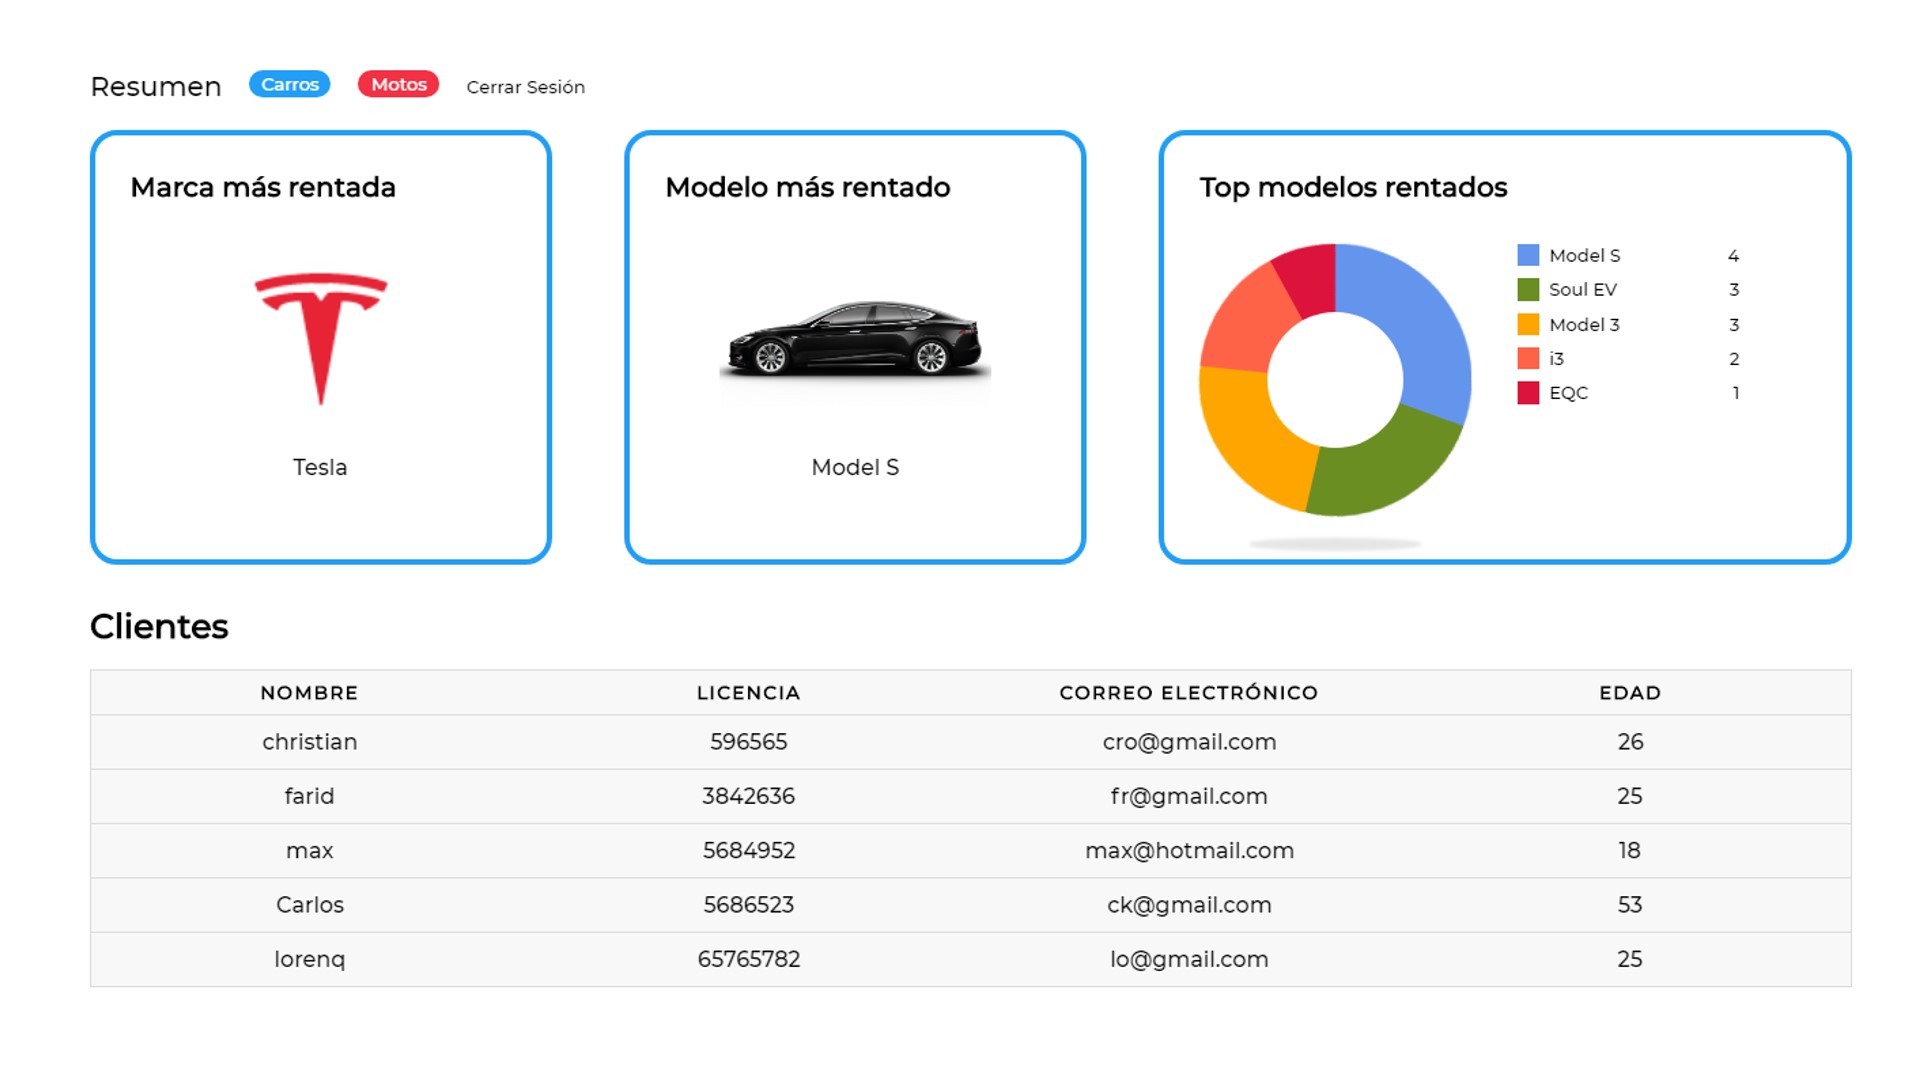 Resumen Carros Motos Cerrar Sesión
Marca más rentada
Tesla
Modelo más rentado
Model S
Top modelos rentados
Model S 4
Soul EV 3
Model 3 3
i3 2
EQC 1
Clientes
NOMBRE LICENCIA CORREO ELECTRÓNICO EDAD
christian 596565 cro@gmail.com 26
farid 3842636 fr@gmail.com 25
max 5684952 max@hotmail.com 18
Carlos 5686523 ck@gmail.com 53
lorenq 65765782 lo@gmail.com 25